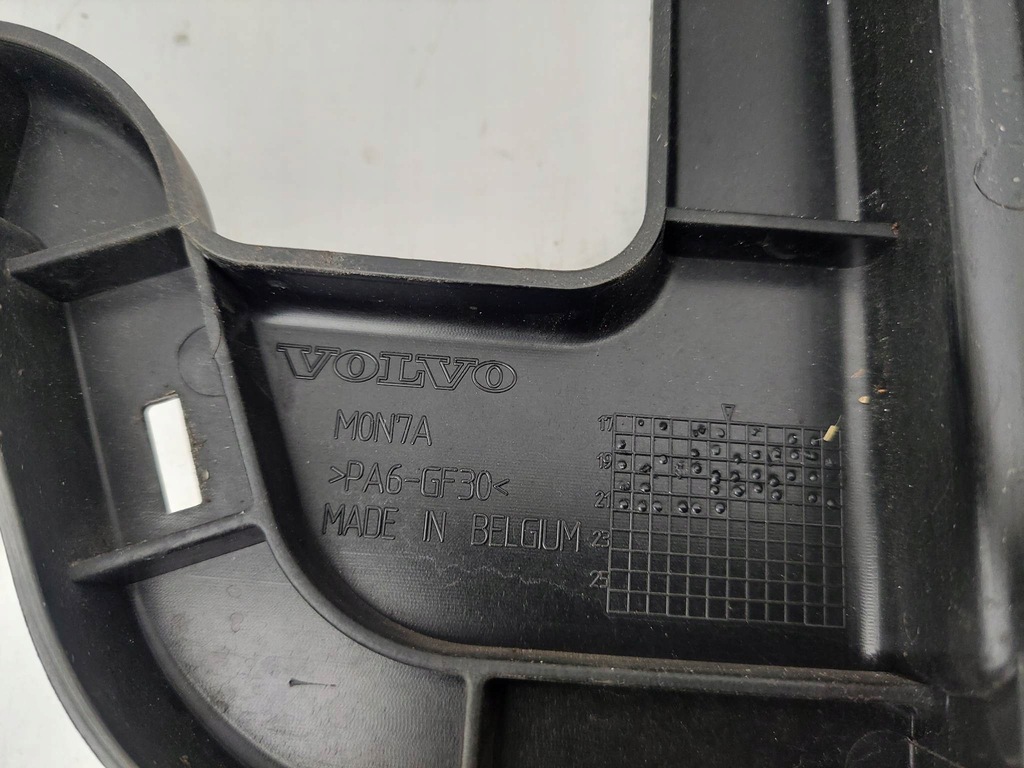 VOLVO
M0N7A
>PA6-GF30<
MADE IN BELGIUM
17
19
21
23
25